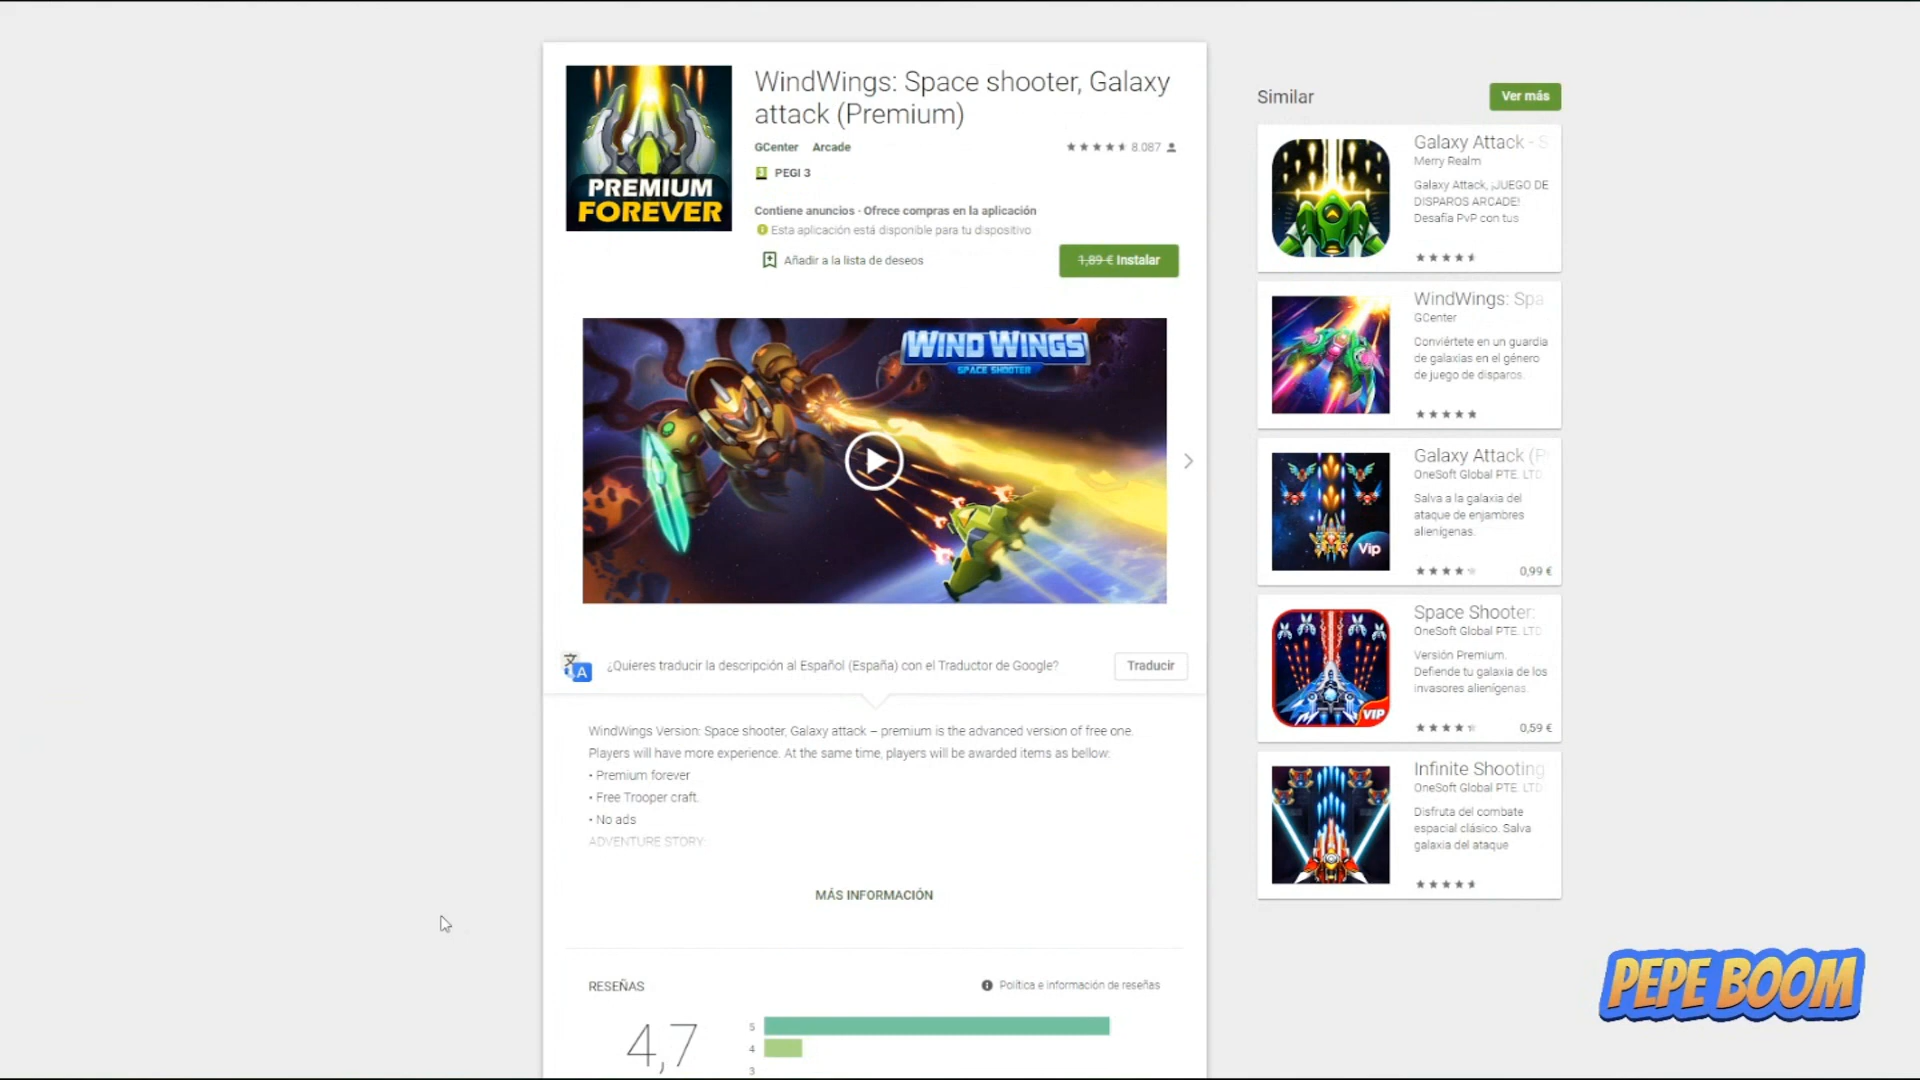 WindWings: Space shooter, Galaxy
attack (Premium)
GCenter Arcade
8.087
3 PEGI 3
Contiene anuncios · Ofrece compras en la aplicación
Esta aplicación está disponible para tu dispositivo
Añadir a la lista de deseos
1,89 € Instalar
PREMIUM
FOREVER
WIND WINGS
SPACE SHOOTER
¿Quieres traducir la descripción al Español (España) con el Traductor de Google?
Traducir
WindWings Version: Space shooter, Galaxy attack – premium is the advanced version of free one.
Players will have more experience. At the same time, players will be awarded items as bellow:
• Premium forever
• Free Trooper craft.
• No ads
ADVENTURE STORY:
MÁS INFORMACIÓN
RESEÑAS
Política e información de reseñas
4,7
5
4
3
Similar
Ver más
Galaxy Attack - S
Merry Realm
Galaxy Attack, ¡JUEGO DE
DISPAROS ARCADE!
Desafía PvP con tus
WindWings: Spa
GCenter
Conviértete en un guardia
de galaxias en el género
de juego de disparos.
Galaxy Attack (P
OneSoft Global PTE. LTD
Salva a la galaxia del
ataque de enjambres
alienígenas.
Vip
0,99 €
Space Shooter:
OneSoft Global PTE. LTD
Versión Premium.
Defiende tu galaxia de los
invasores alienígenas.
VIP
0,59 €
Infinite Shooting
OneSoft Global PTE. LTD
Disfruta del combate
espacial clásico. Salva
galaxia del ataque
PEPE BOOM